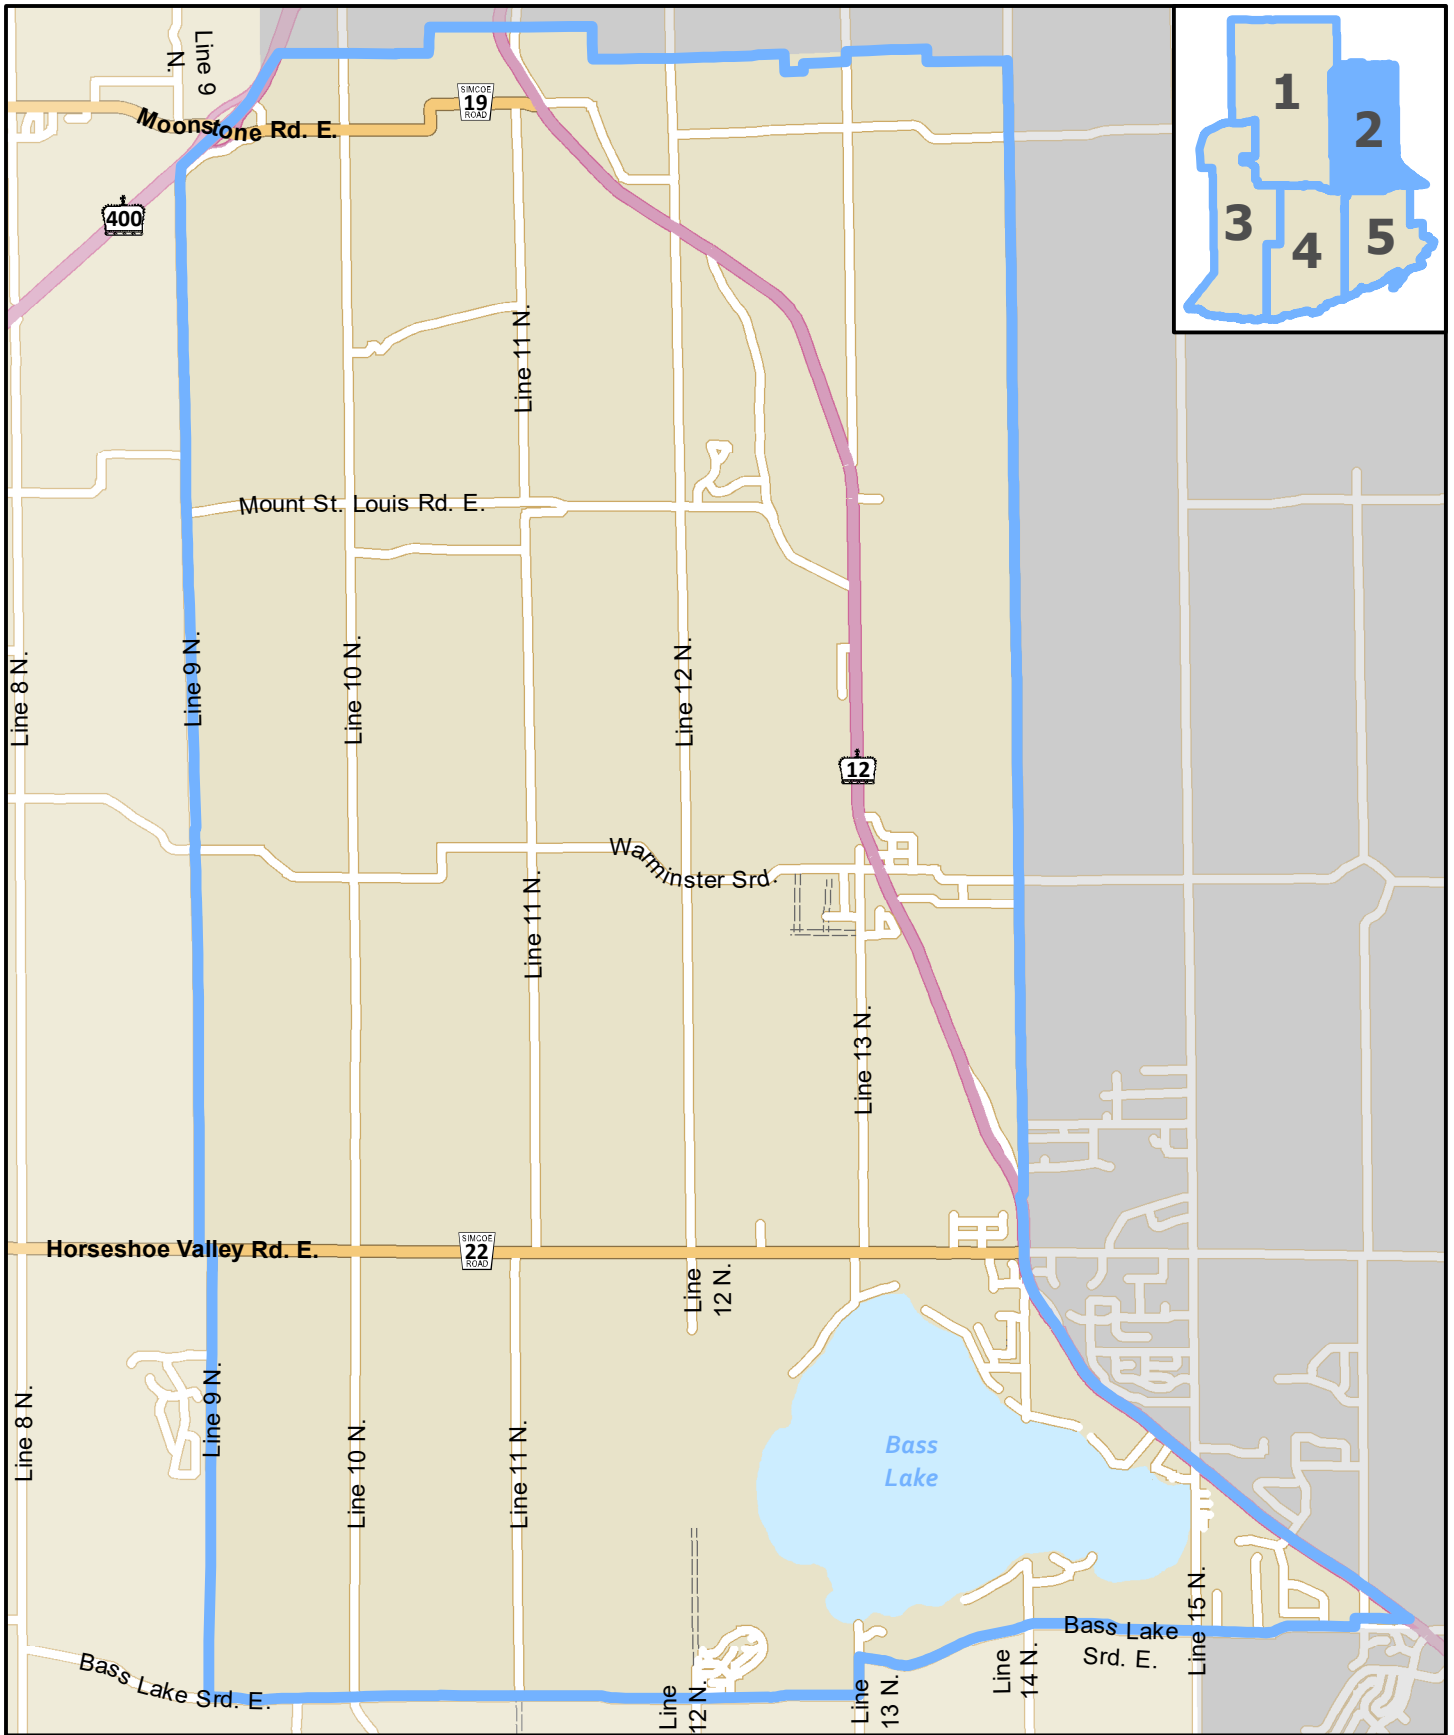 Line 9
N.
SIMCOE
19
ROAD
Moonstone Rd. E.
400
1
2
3
4
5
Line 11 N.
Mount St. Louis Rd. E.
Line 8 N.
Line 9 N.
Line 10 N.
Line 12 N.
12
Warminster Srd.
Line 11 N.
Line 13 N.
Horseshoe Valley Rd. E.
SIMCOE
22
ROAD
Line
12 N.
Line 8 N.
Line 9 N.
Line 10 N.
Line 11 N.
Bass
Lake
Line 15 N.
Bass Lake
Srd. E.
Line
14 N.
Bass Lake Srd. E.
Line
12 N.
Line
13 N.